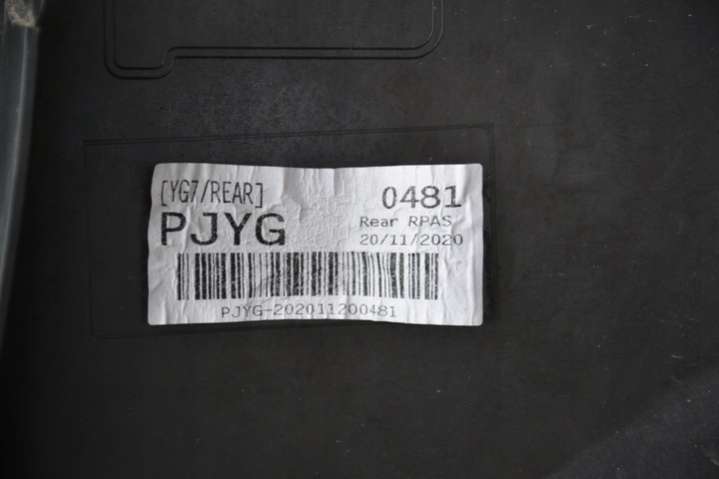 [YG7/REAR] 0481
PJYG Rear RPAS
20/11/2020
PJYG-202011200481